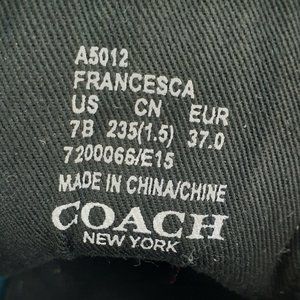 A5012
FRANCESCA
US CN EUR
7B 235(1.5) 37.0
7200066/E15
MADE IN CHINA/CHINE
COACH
NEW YORK